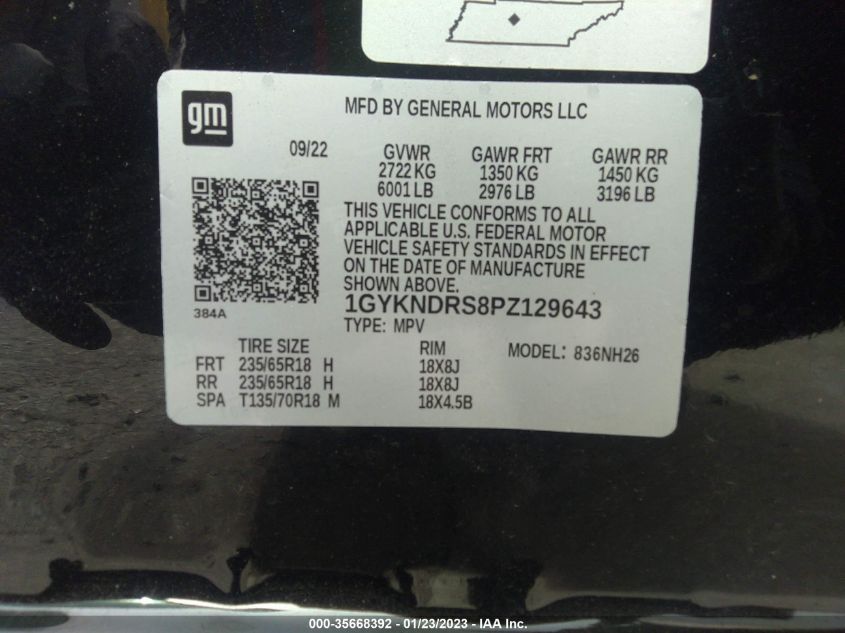 gm
MFD BY GENERAL MOTORS LLC
09/22
GVWR GAWR FRT GAWR RR
2722 KG 1350 KG 1450 KG
6001 LB 2976 LB 3196 LB
THIS VEHICLE CONFORMS TO ALL
APPLICABLE U.S. FEDERAL MOTOR
VEHICLE SAFETY STANDARDS IN EFFECT
ON THE DATE OF MANUFACTURE
SHOWN ABOVE.
384A
1GYKNDRS8PZ129643
TYPE: MPV
TIRE SIZE RIM MODEL: 836NH26
FRT 235/65R18 H 18X8J
RR 235/65R18 H 18X8J
SPA T135/70R18 M 18X4.5B
000-35668392 - 01/23/2023 - IAA Inc.